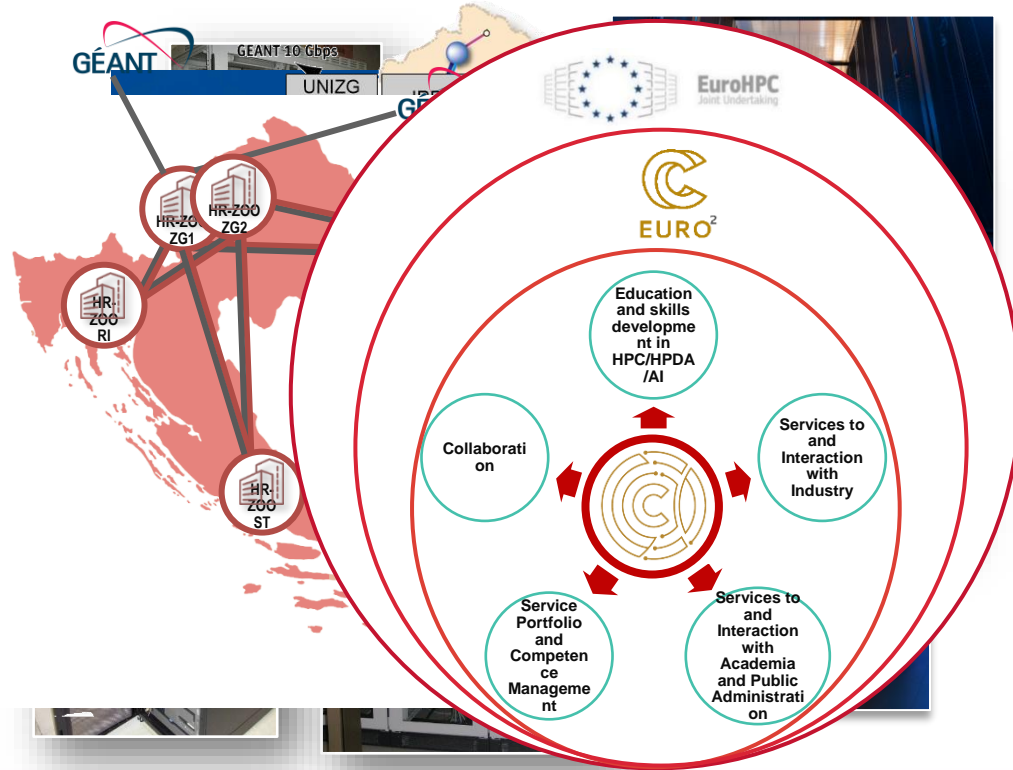 GÉANT
GEANT 10 Gbps
UNIZG
EuroHPC
Joint Undertaking
EURO²
HR-ZOO
ZG2
ZG1
HR-
ZOO
RI
HR-
ZOO
ST
Education
and skills
developme
nt in
HPC/HPDA
/AI
Collaborati
on
Services to
and
Interaction
with
Industry
Service
Portfolio
and
Competen
ce
Manageme
nt
Services to
and
Interaction
with
Academia
and Public
Administrati
on